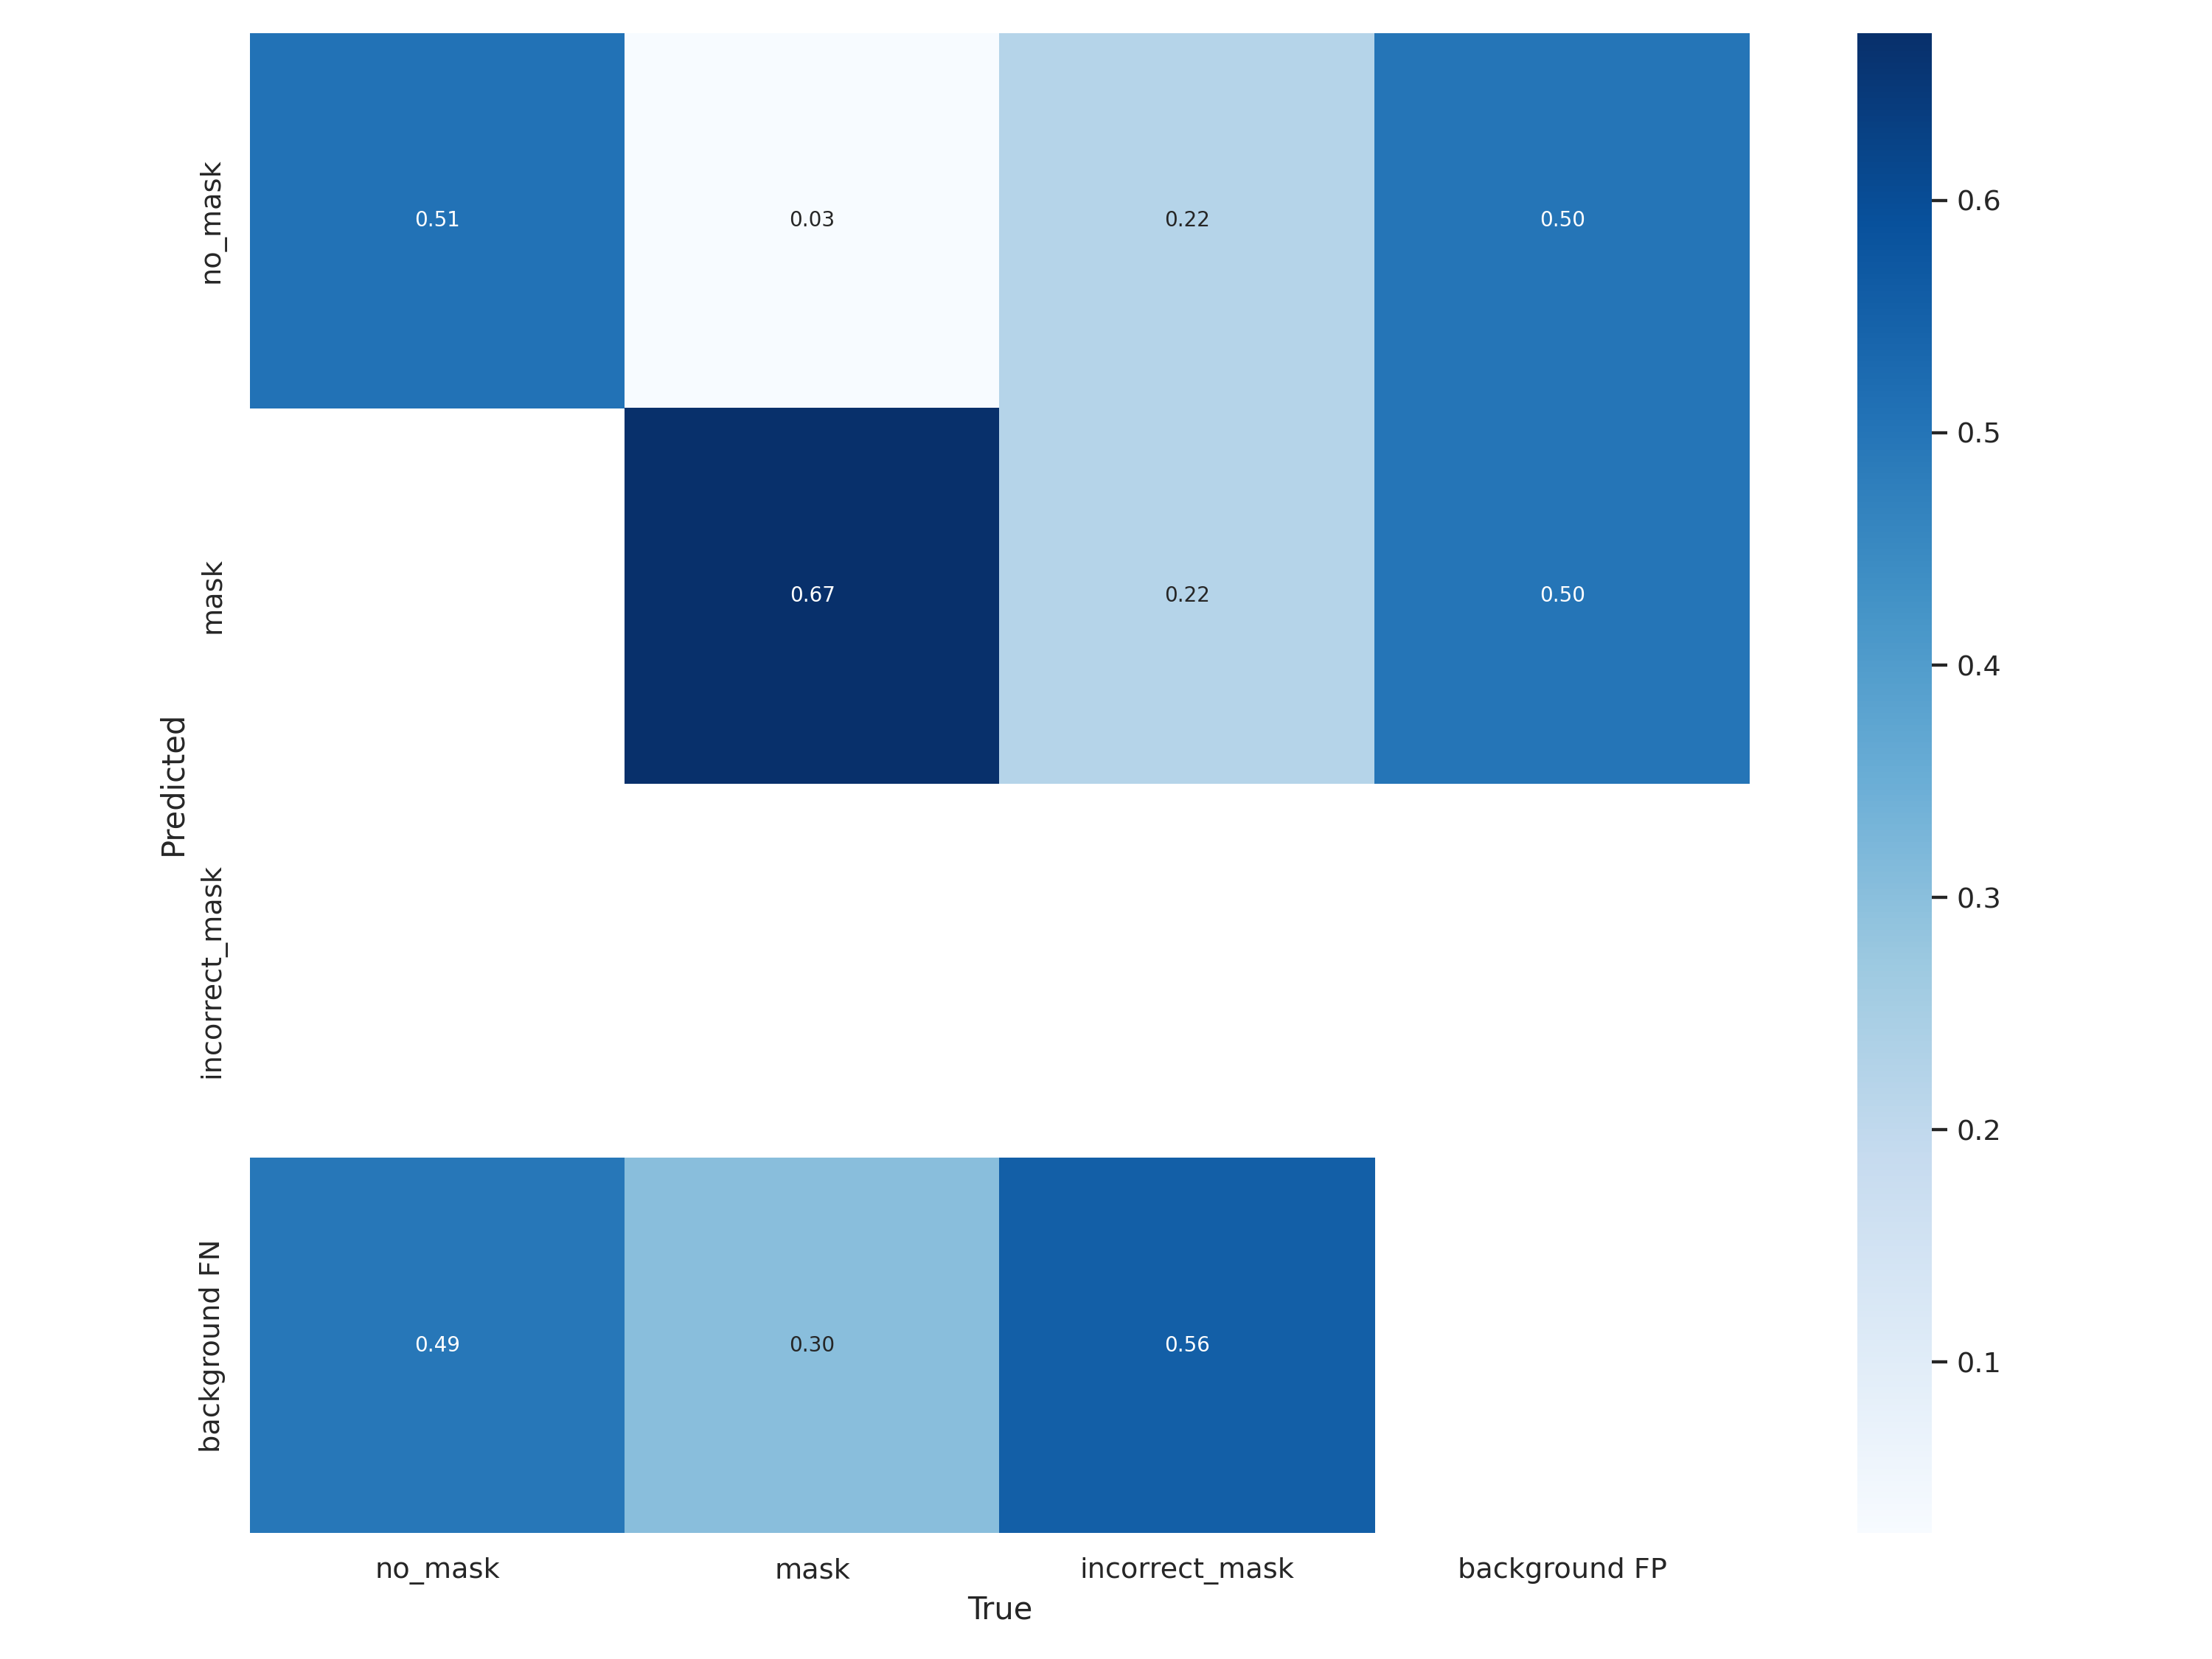 no_mask
0.51 0.03 0.22 0.50
mask
0.67 0.22 0.50
Predicted
incorrect_mask
background FN
0.49 0.30 0.56
no_mask mask incorrect_mask background FP
True
0.6
0.5
0.4
0.3
0.2
0.1